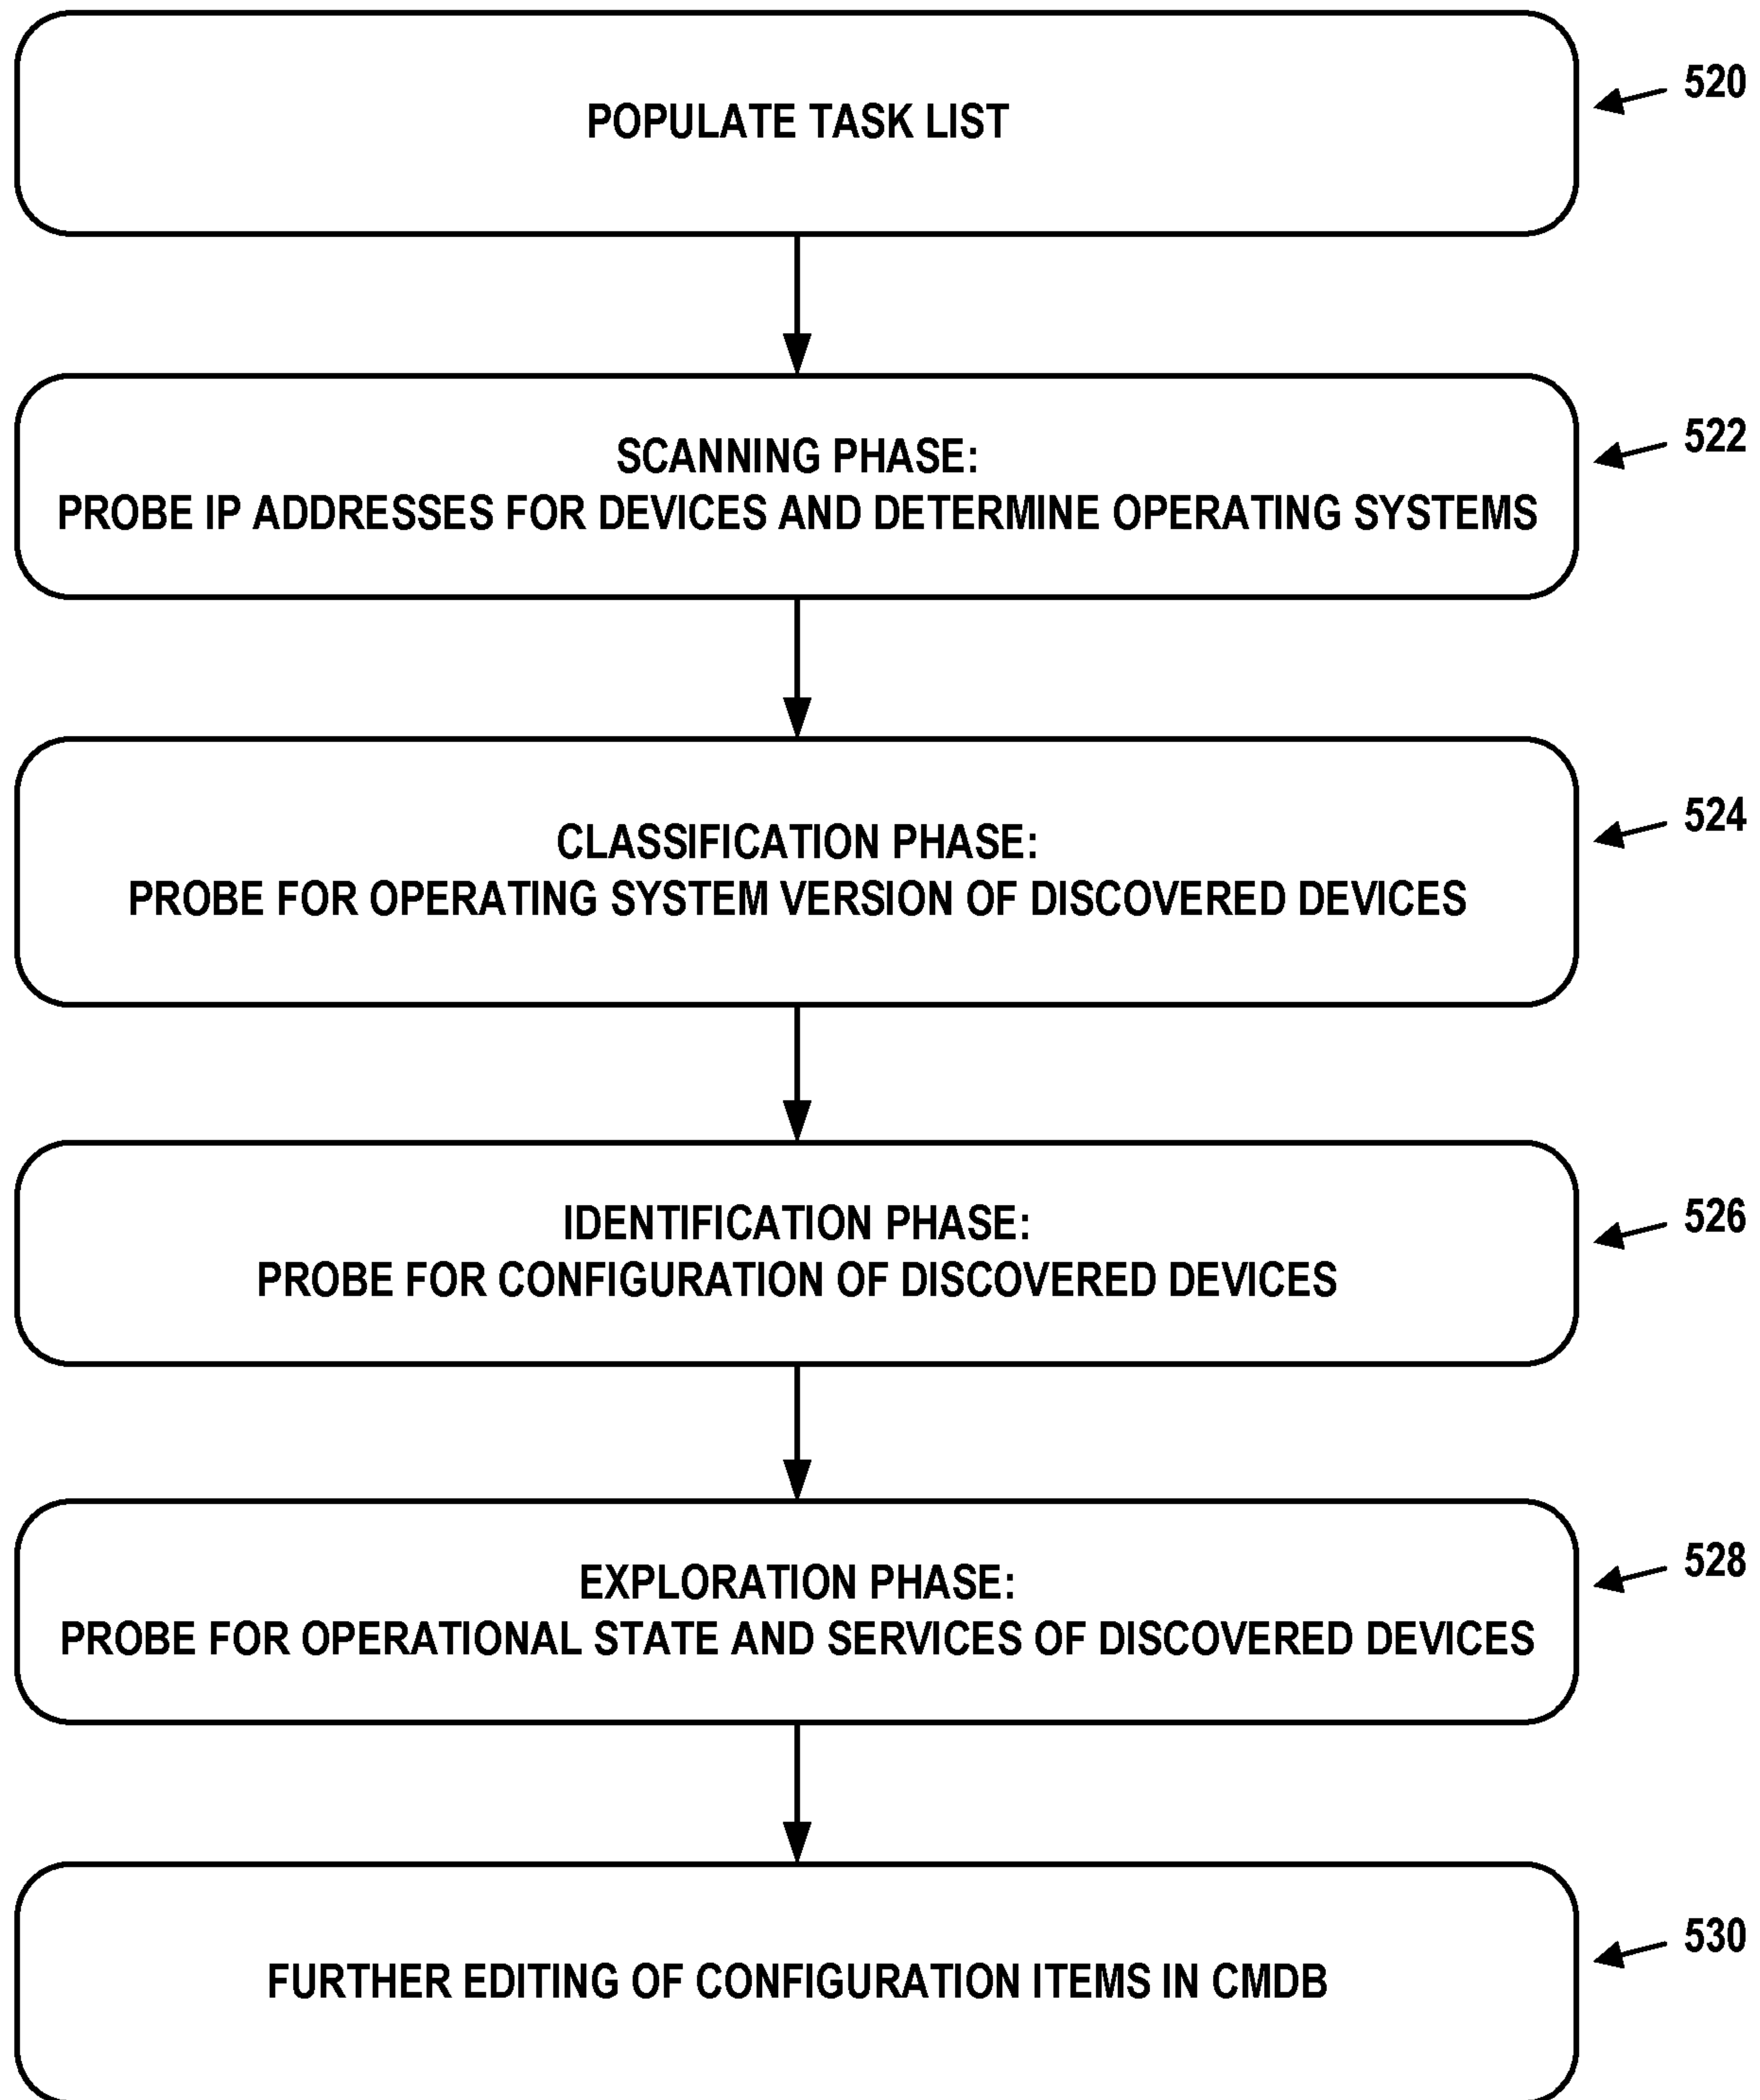 POPULATE TASK LIST
520
SCANNING PHASE:
PROBE IP ADDRESSES FOR DEVICES AND DETERMINE OPERATING SYSTEMS
522
CLASSIFICATION PHASE:
PROBE FOR OPERATING SYSTEM VERSION OF DISCOVERED DEVICES
524
IDENTIFICATION PHASE:
PROBE FOR CONFIGURATION OF DISCOVERED DEVICES
526
EXPLORATION PHASE:
PROBE FOR OPERATIONAL STATE AND SERVICES OF DISCOVERED DEVICES
528
FURTHER EDITING OF CONFIGURATION ITEMS IN CMDB
530